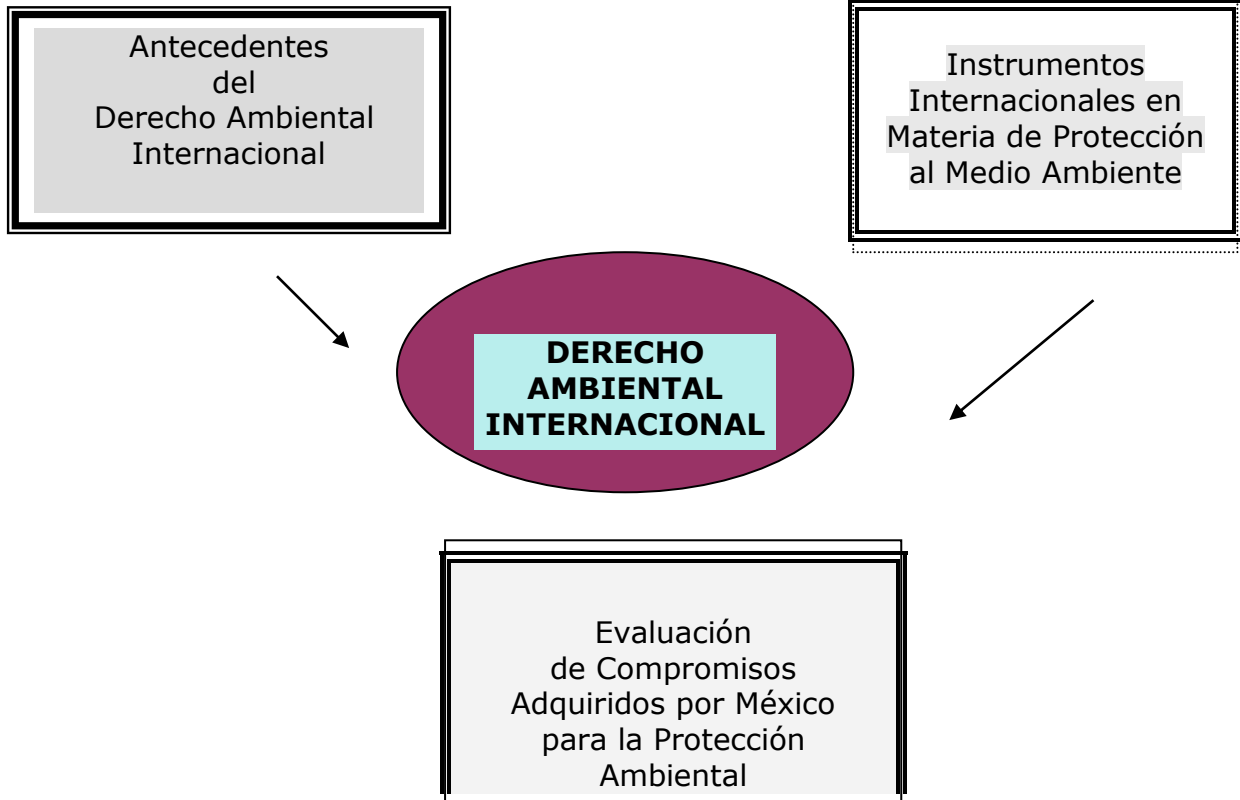 Antecedentes
del
Derecho Ambiental
Internacional
Instrumentos
Internacionales en
Materia de Protección
al Medio Ambiente
DERECHO
AMBIENTAL
INTERNACIONAL
Evaluación
de Compromisos
Adquiridos por México
para la Protección
Ambiental